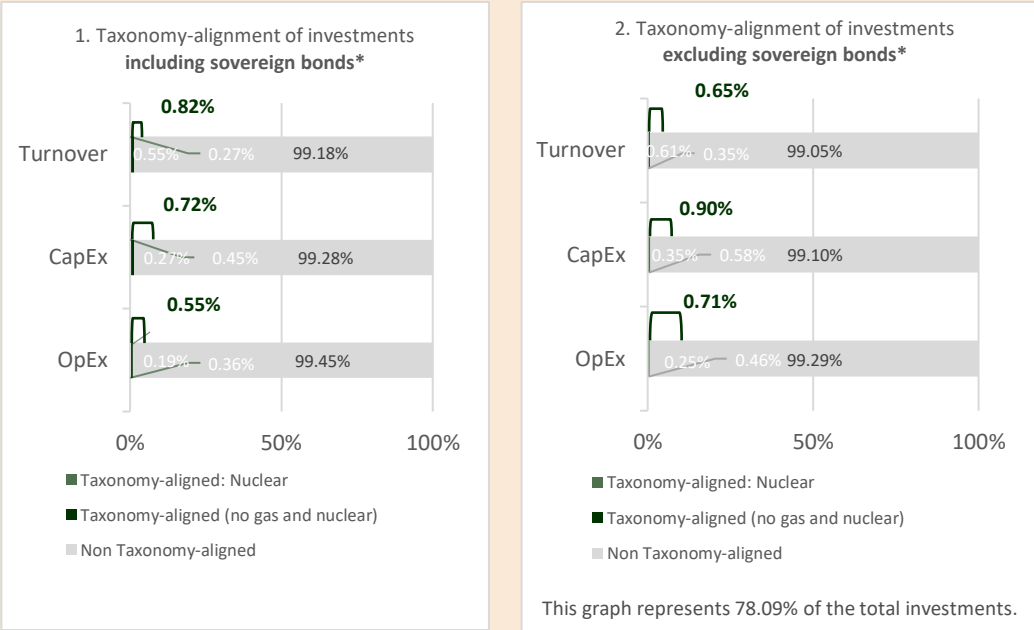 1. Taxonomy-alignment of investments
including sovereign bonds*
0.82%
Turnover
0.55%
0.27%
99.18%
0.72%
CapEx
0.27%
0.45%
99.28%
0.55%
OpEx
0.19%
0.36%
99.45%
0%
50%
100%
Taxonomy-aligned: Nuclear
Taxonomy-aligned (no gas and nuclear)
Non Taxonomy-aligned
2. Taxonomy-alignment of investments
excluding sovereign bonds*
0.65%
Turnover
0.61%
0.35%
99.05%
0.90%
CapEx
0.35%
0.58%
99.10%
0.71%
OpEx
0.25%
0.46%
99.29%
0%
50%
100%
Taxonomy-aligned: Nuclear
Taxonomy-aligned (no gas and nuclear)
Non Taxonomy-aligned
This graph represents 78.09% of the total investments.